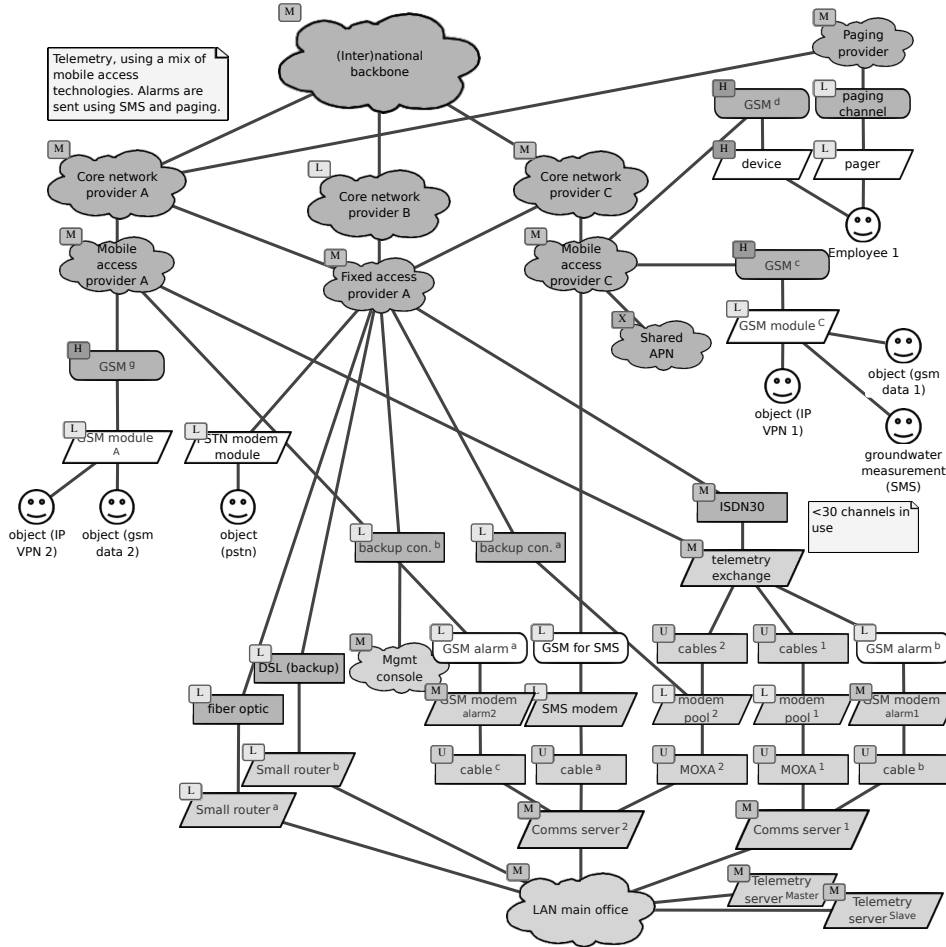 M
(Inter)national
backbone
M
Paging
provider
Telemetry, using a mix of
mobile access
technologies. Alarms are
sent using SMS and paging.
H
GSM d
L
paging
channel
M
Core network
provider A
L
Core network
provider B
M
Core network
provider C
H
device
L
pager
Employee 1
M
Mobile
access
provider A
M
Fixed access
provider A
M
Mobile
access
provider C
H
GSM c
L
GSM module C
X
Shared
APN
object (gsm
data 1)
object (IP
VPN 1)
groundwater
measurement
(SMS)
H
GSM g
L
GSM module
A
L
PSTN modem
module
object (IP
VPN 2)
object (gsm
data 2)
object
(pstn)
M
ISDN30
<30 channels in
use
L
backup con. b
L
backup con. a
M
telemetry
exchange
L
DSL (backup)
M
Mgmt
console
L
GSM alarm a
L
GSM for SMS
U
cables 2
U
cables 1
L
GSM alarm b
L
fiber optic
M
GSM modem
alarm2
L
SMS modem
L
modem
pool 2
L
modem
pool 1
M
GSM modem
alarm1
L
Small router b
U
cable c
U
cable a
U
MOXA 2
U
MOXA 1
U
cable b
L
Small router a
M
Comms server 2
M
Comms server 1
M
LAN main office
M
Telemetry
server Master
M
Telemetry
server Slave